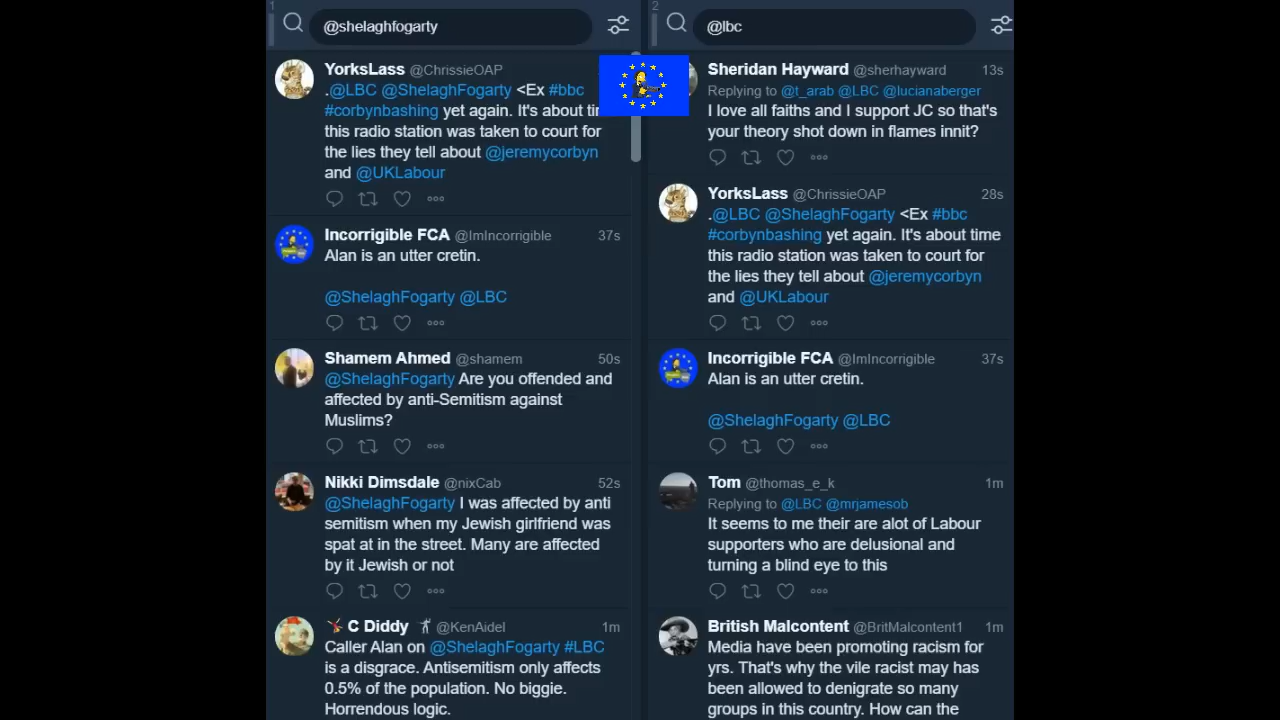 1
@shelaghfogarty
YorksLass @ChrissieOAP
.@LBC @ShelaghFogarty <Ex #bbc
#corbynbashing yet again. It's about
this radio station was taken to court for
the lies they tell about @jeremycorbyn
and @UKLabour
Incorrigible FCA @ImIncorrigible 37s
Alan is an utter cretin.
@ShelaghFogarty @LBC
Shamem Ahmed @shamem 50s
@ShelaghFogarty Are you offended and
affected by anti-Semitism against
Muslims?
Nikki Dimsdale @nixCab 52s
@ShelaghFogarty I was affected by anti
semitism when my Jewish girlfriend was
spat at in the street. Many are affected
by it Jewish or not
C Diddy @KenAidel 1m
Caller Alan on @ShelaghFogarty #LBC
is a disgrace. Antisemitism only affects
0.5% of the population. No biggie.
Horrendous logic.
2
@lbc
Sheridan Hayward @sherhayward 13s
Replying to @t_arab @LBC @lucianaberger
I love all faiths and I support JC so that's
your theory shot down in flames innit?
YorksLass @ChrissieOAP 28s
.@LBC @ShelaghFogarty <Ex #bbc
#corbynbashing yet again. It's about time
this radio station was taken to court for
the lies they tell about @jeremycorbyn
and @UKLabour
Incorrigible FCA @ImIncorrigible 37s
Alan is an utter cretin.
@ShelaghFogarty @LBC
Tom @thomas_e_k 1m
Replying to @LBC @mrjamesob
It seems to me their are alot of Labour
supporters who are delusional and
turning a blind eye to this
British Malcontent @BritMalcontent1 1m
Media have been promoting racism for
yrs. That's why the vile racist may has
been allowed to denigrate so many
groups in this country. How can the